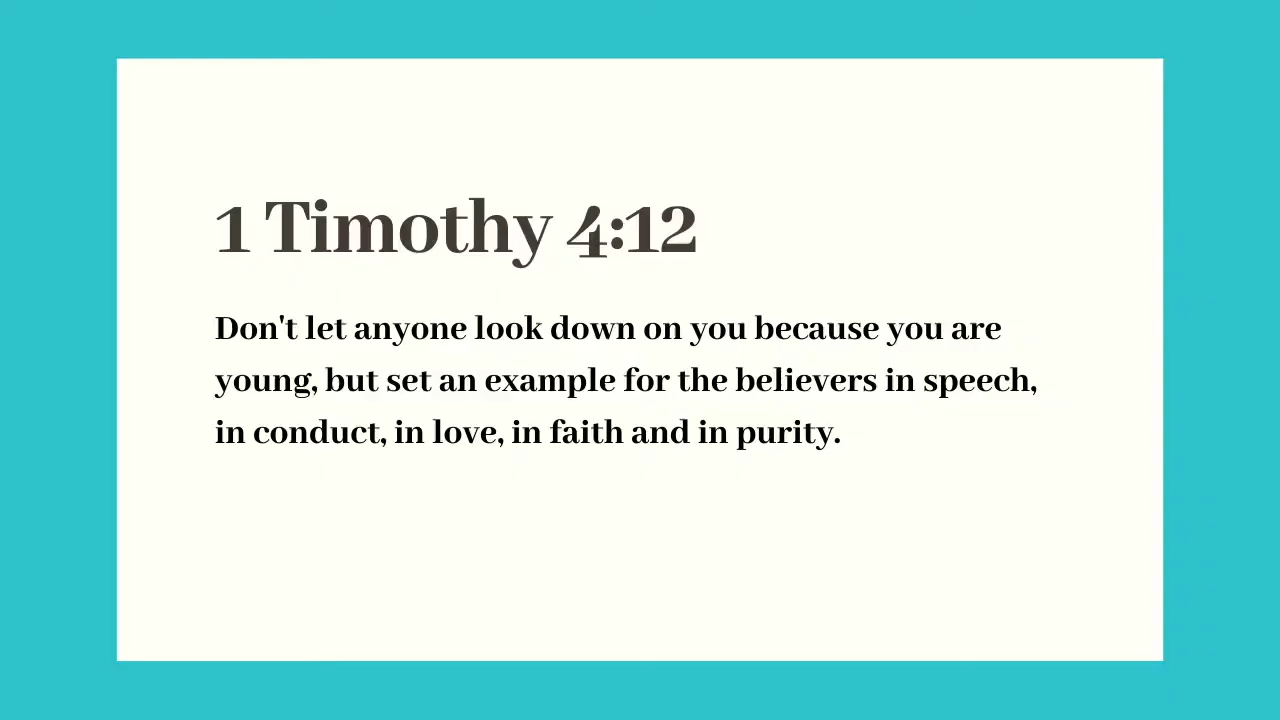 1 Timothy 4:12
Don't let anyone look down on you because you are
young, but set an example for the believers in speech,
in conduct, in love, in faith and in purity.